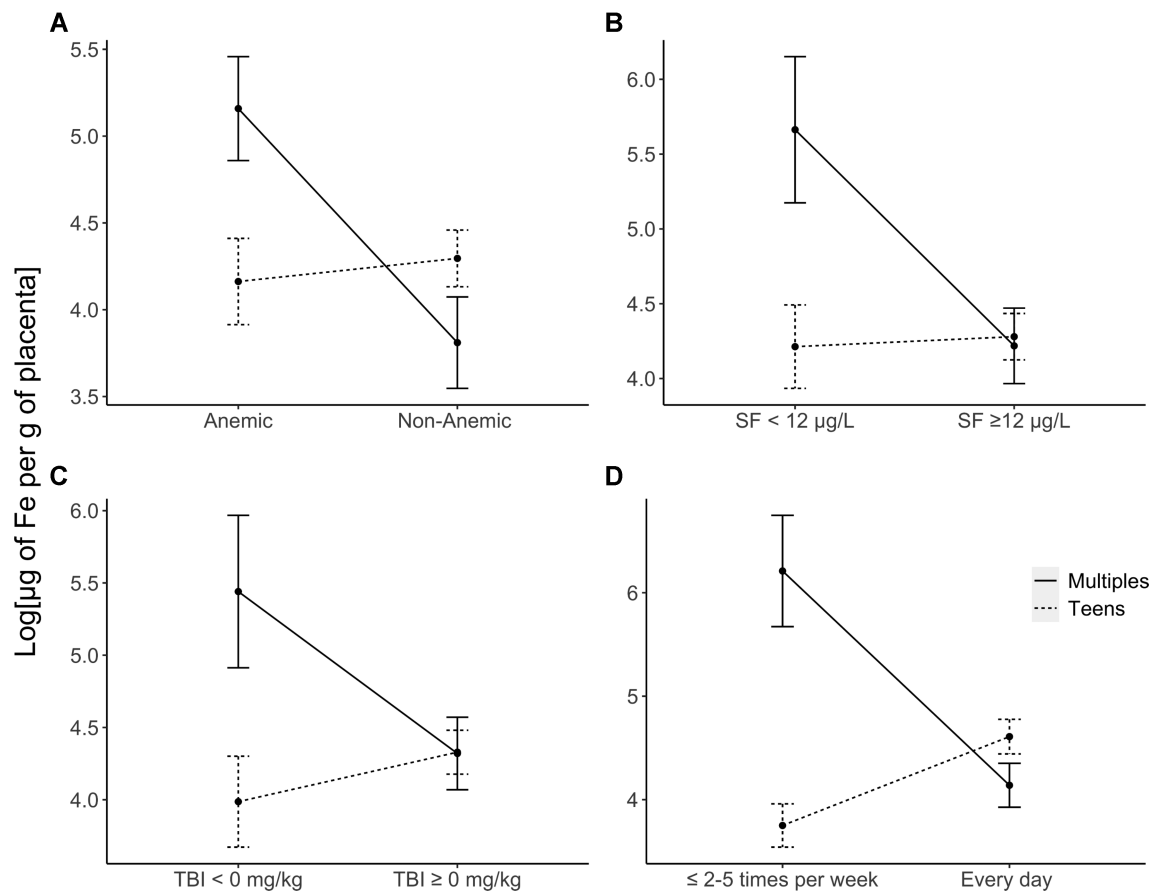 A
5.5
5.0
4.5
4.0
3.5
Anemic Non-Anemic
B
6.0
5.5
5.0
4.5
4.0
SF < 12 µg/L SF ≥12 µg/L
Log[µg of Fe per g of placenta]
C
6.0
5.5
5.0
4.5
4.0
TBI < 0 mg/kg TBI ≥ 0 mg/kg
D
6
5
4
≤ 2-5 times per week Every day
Multiples
Teens